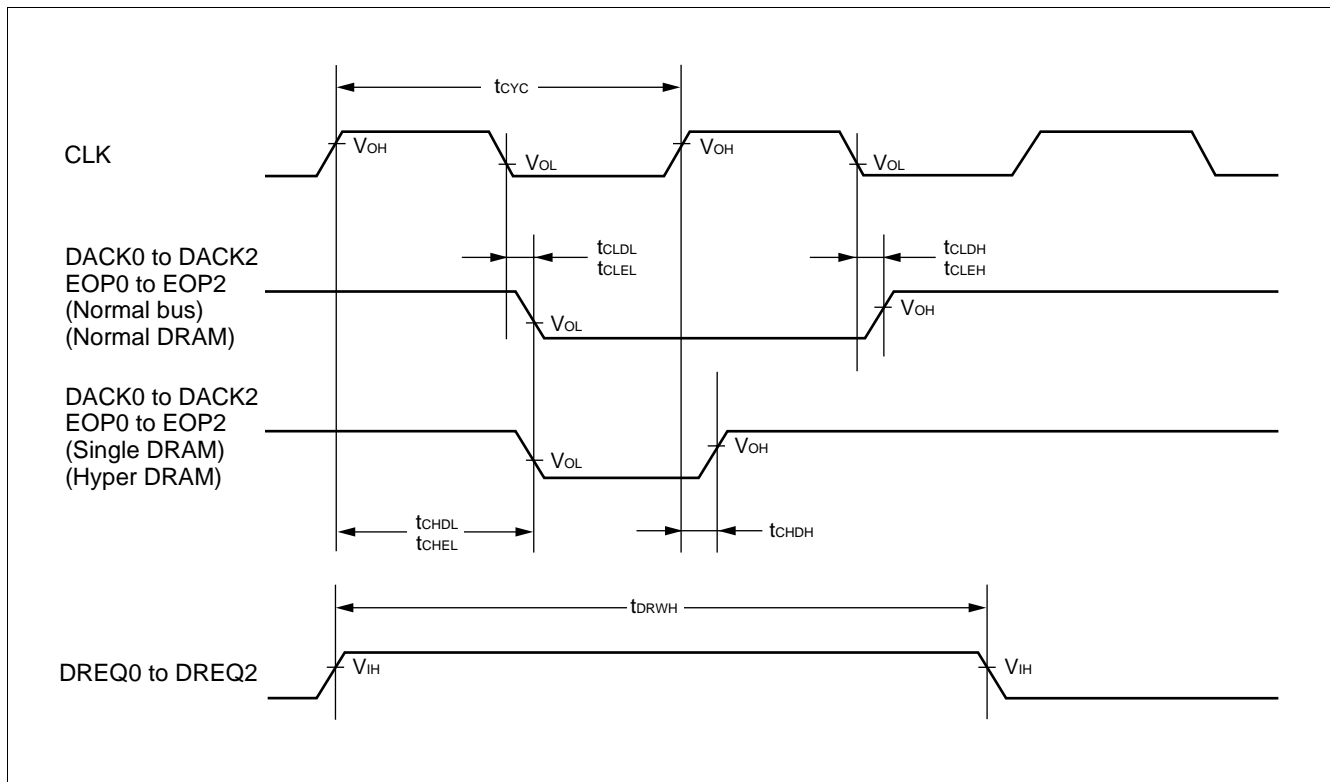 tCYC
CLK
VOH
VOL
VOH
VOL
DACK0 to DACK2
EOP0 to EOP2
(Normal bus)
(Normal DRAM)
tCLDL
tCLEL
tCLDH
tCLEH
VOL
VOH
DACK0 to DACK2
EOP0 to EOP2
(Single DRAM)
(Hyper DRAM)
VOL
VOH
tCHDL
tCHEL
tCHDH
tDRWH
DREQ0 to DREQ2
VIH
VIH